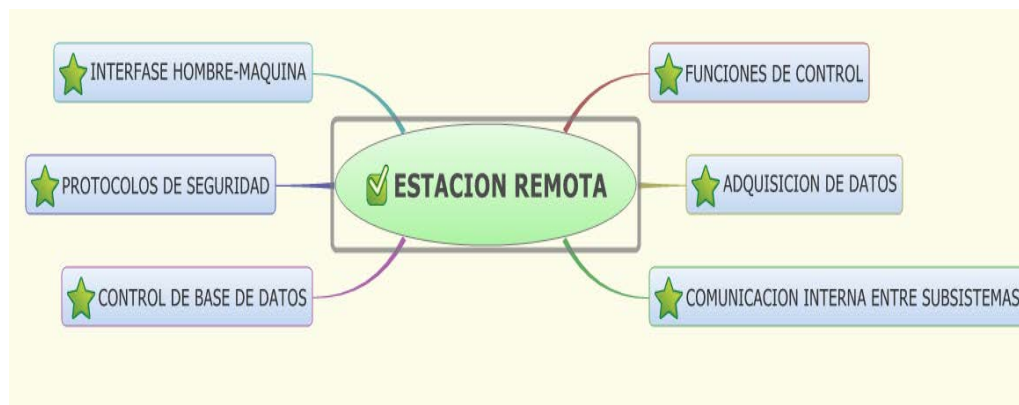 INTERFASE HOMBRE-MAQUINA
FUNCIONES DE CONTROL
PROTOCOLOS DE SEGURIDAD
ESTACION REMOTA
ADQUISICION DE DATOS
CONTROL DE BASE DE DATOS
COMUNICACION INTERNA ENTRE SUBSISTEMAS